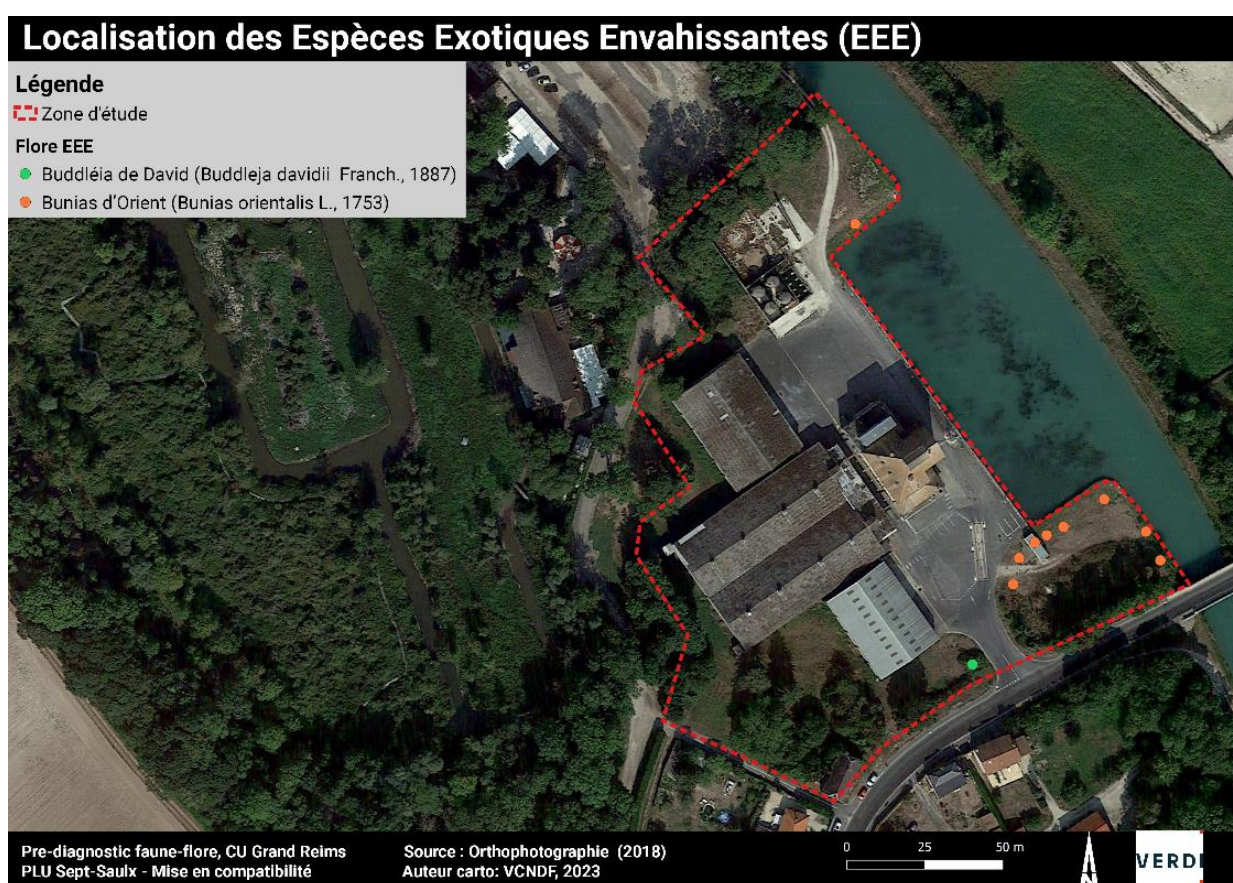 Localisation des Espèces Exotiques Envahissantes (EEE)
Légende
Zone d'étude
Flore EEE
Buddléia de David (Buddleja davidii Franch., 1887)
Bunias d'Orient (Bunias orientalis L., 1753)
Pre-diagnostic faune-flore, CU Grand Reims
PLU Sept-Saulx - Mise en compatibilité
Source : Orthophotographie (2018)
Auteur carto: VCNDF, 2023
0 25 50 m
N
VERDI